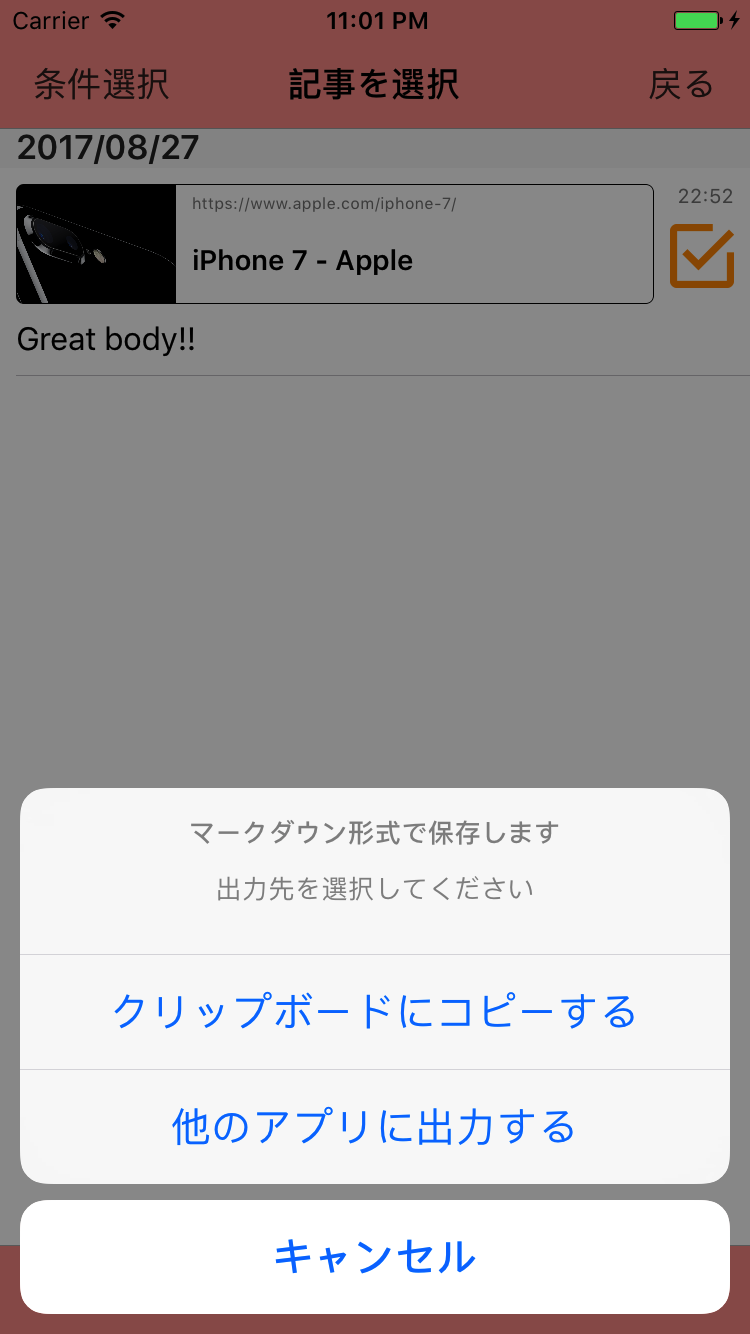 Carrier 11:01 PM
条件選択 記事を選択 戻る
2017/08/27
https://www.apple.com/iphone-7/ 22:52
iPhone 7 - Apple
Great body!!
マークダウン形式で保存します
出力先を選択してください
クリップボードにコピーする
他のアプリに出力する
キャンセル